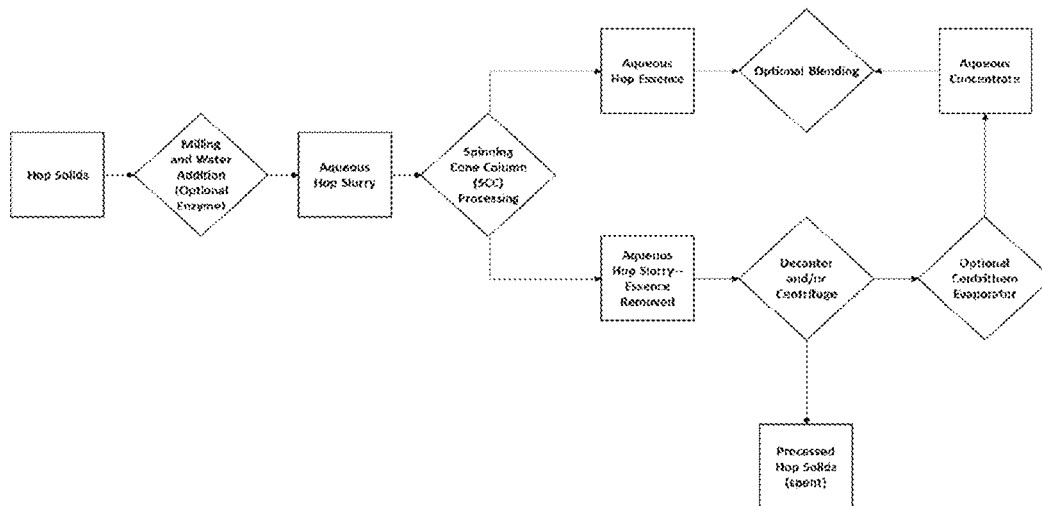 Hop Solids
Milling
and Water
Addition
(Optional
Enzyme)
Aqueous
Hop Slurry
Spinning
Cone Column
(SCC)
Processing
Aqueous
Hop Essence
Optional Blending
Aqueous
Concentrate
Aqueous
Hop Slurry--
Essence
Removed
Decanter
and/or
Centrifuge
Optional
Centritherm
Evaporator
Processed
Hop Solids
(spent)